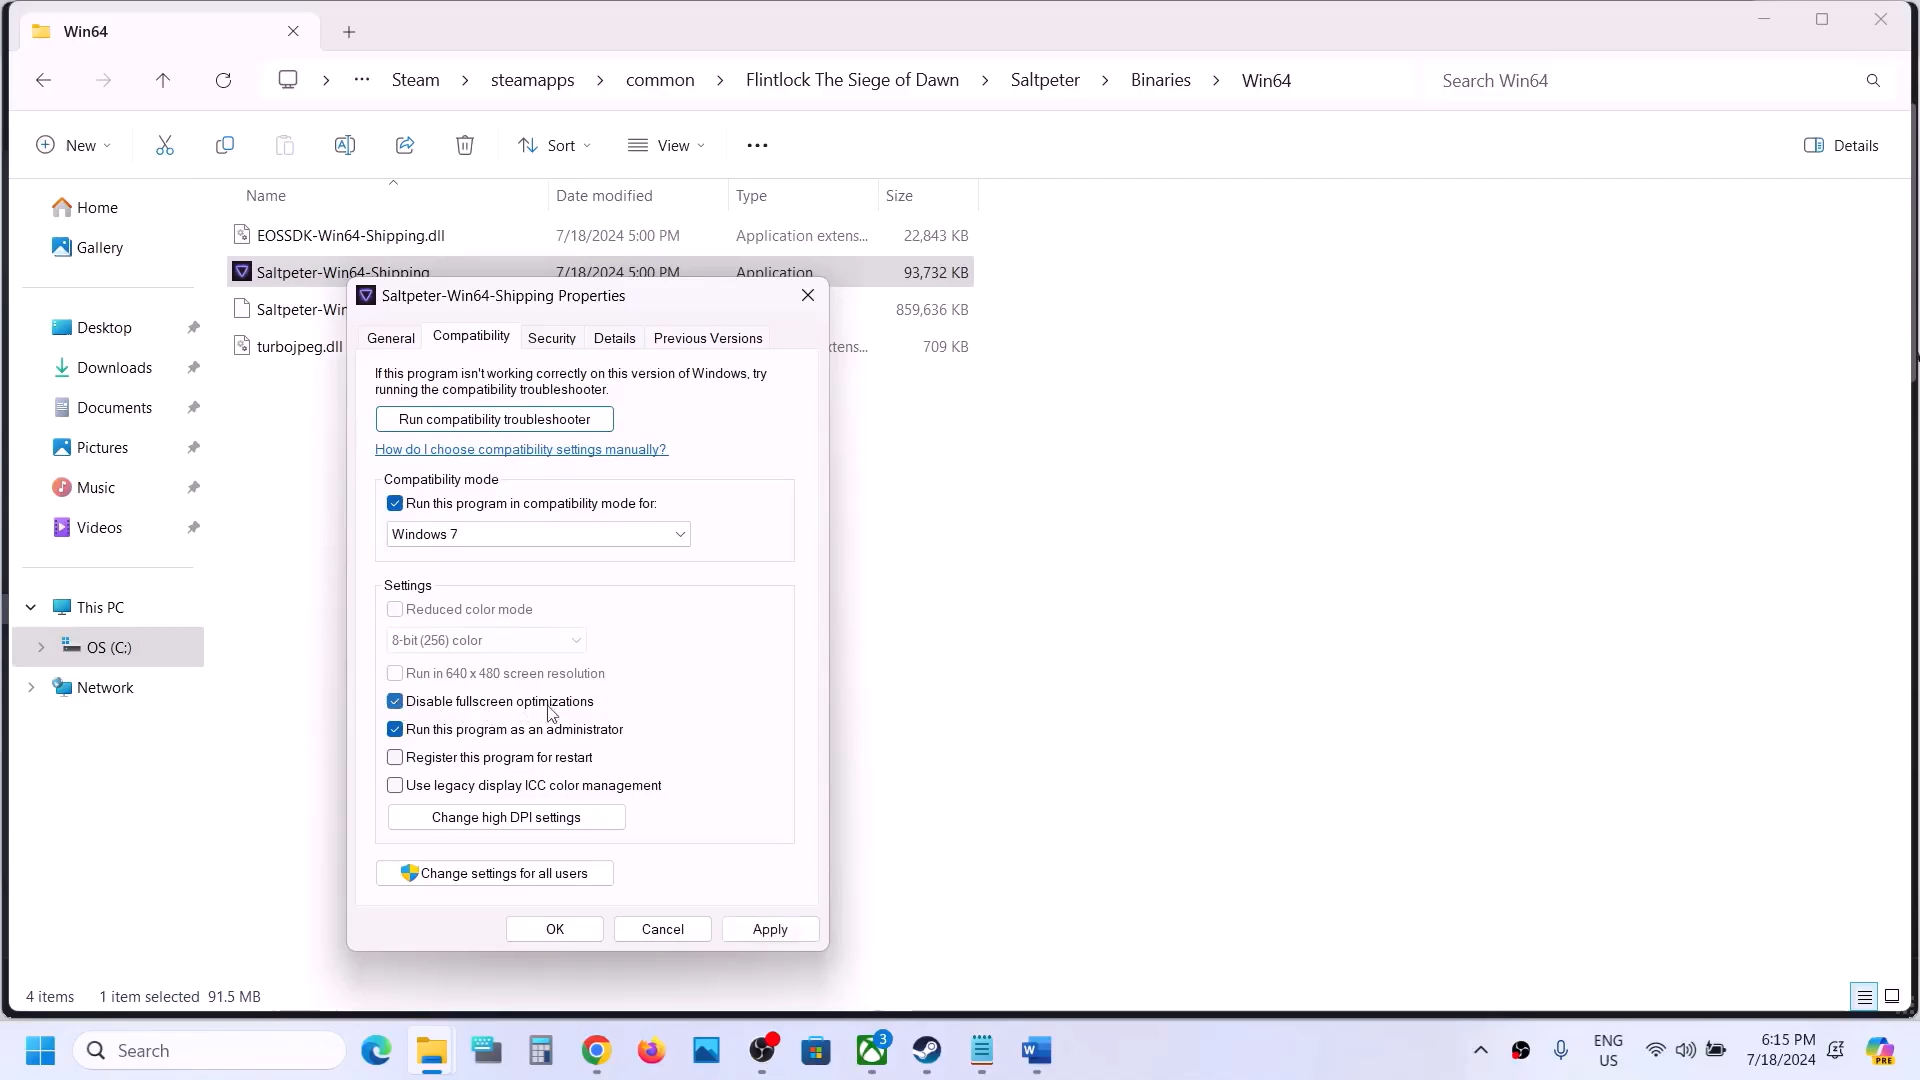 Win64
Steam
steamapps
common
Flintlock The Siege of Dawn
Saltpeter
Binaries
Win64
Search Win64
New
Sort
View
Details
Home
Gallery
Desktop
Downloads
Documents
Pictures
Music
Videos
This PC
OS (C:)
Network
Name
Date modified
Type
Size
EOSSDK-Win64-Shipping.dll
7/18/2024 5:00 PM
Application extens...
22,843 KB
Saltpeter-Win64-Shipping
7/18/2024 5:00 PM
Application
93,732 KB
Saltpeter-Wi
859,636 KB
turbojpeg.dll
xtens...
709 KB
Saltpeter-Win64-Shipping Properties
General
Compatibility
Security
Details
Previous Versions
If this program isn't working correctly on this version of Windows, try
running the compatibility troubleshooter.
Run compatibility troubleshooter
How do I choose compatibility settings manually?
Compatibility mode
Run this program in compatibility mode for:
Windows 7
Settings
Reduced color mode
8-bit (256) color
Run in 640 x 480 screen resolution
Disable fullscreen optimizations
Run this program as an administrator
Register this program for restart
Use legacy display ICC color management
Change high DPI settings
Change settings for all users
OK
Cancel
Apply
4 items
1 item selected
91.5 MB
Search
3
ENG
US
6:15 PM
7/18/2024
PRE